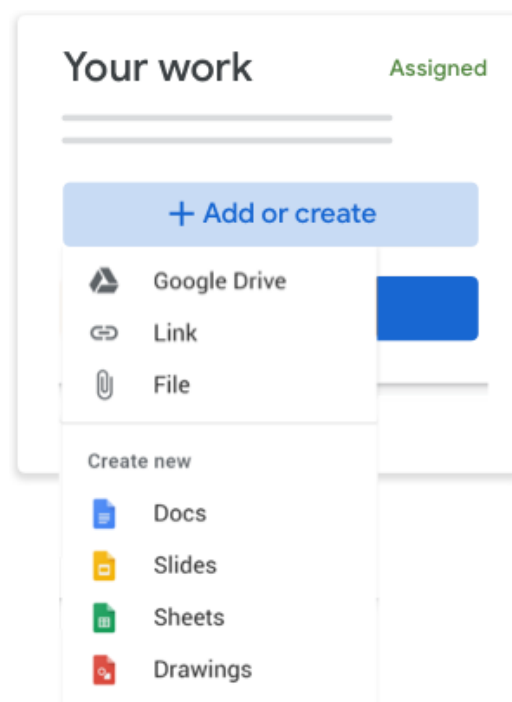 Your work
Assigned
+ Add or create
Google Drive
Link
File
Create new
Docs
Slides
Sheets
Drawings